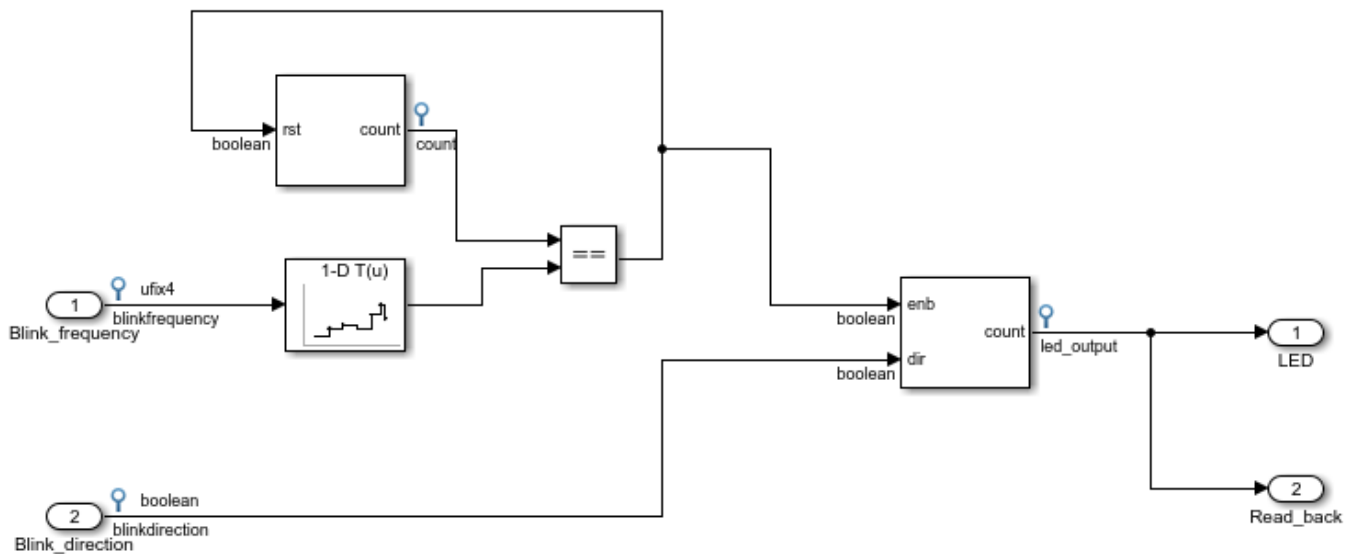 rst
count
boolean
count
==
1-D T(u)
ufix4
1
blinkfrequency
Blink_frequency
enb
boolean
count
led_output
dir
boolean
1
LED
boolean
2
blinkdirection
Blink_direction
2
Read_back